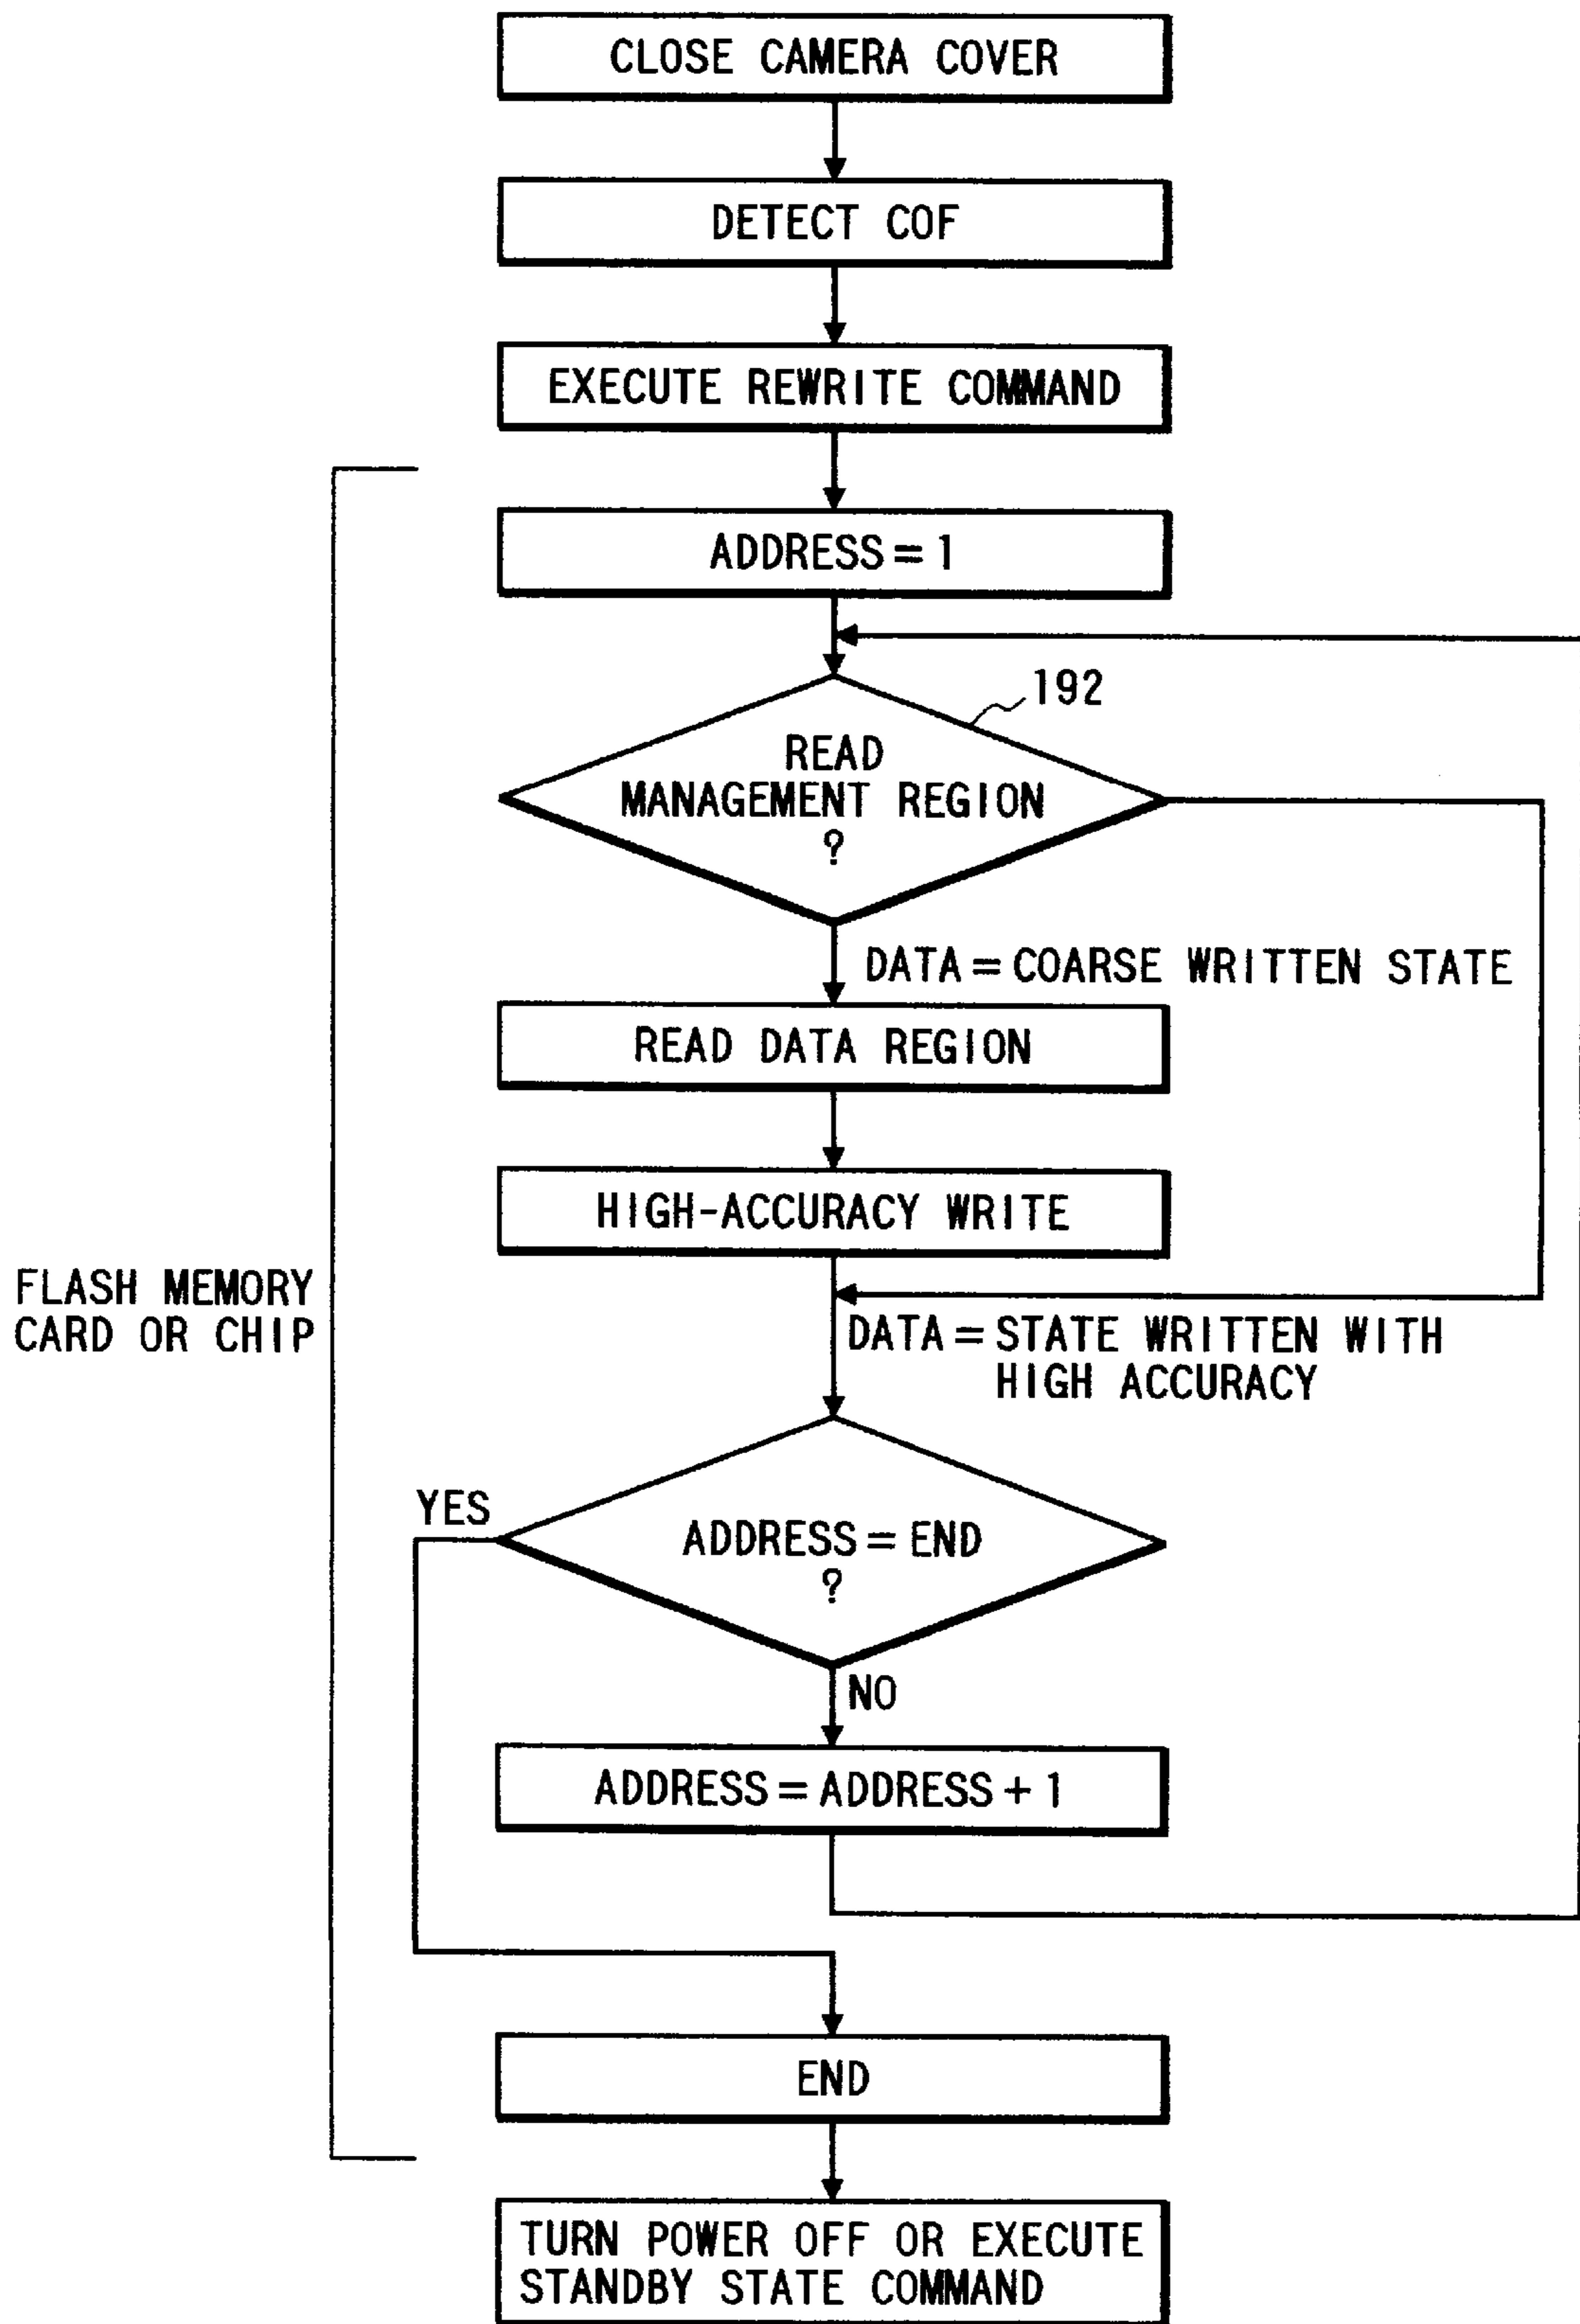 CLOSE CAMERA COVER
DETECT COF
EXECUTE REWRITE COMMAND
ADDRESS = 1
192
READ
MANAGEMENT REGION
?
DATA = COARSE WRITTEN STATE
READ DATA REGION
HIGH-ACCURACY WRITE
FLASH MEMORY
CARD OR CHIP
DATA = STATE WRITTEN WITH
HIGH ACCURACY
YES
ADDRESS = END
?
NO
ADDRESS = ADDRESS + 1
END
TURN POWER OFF OR EXECUTE
STANDBY STATE COMMAND